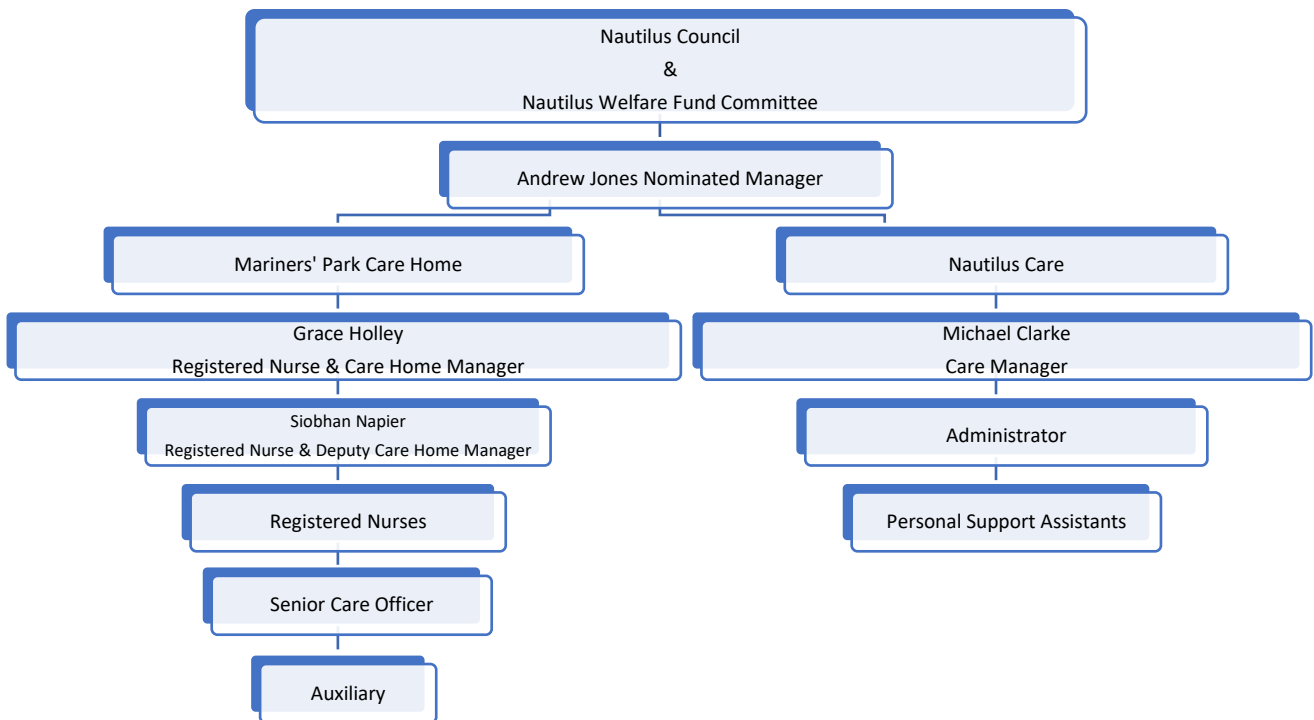 Nautilus Council
&
Nautilus Welfare Fund Committee
Andrew Jones Nominated Manager
Mariners' Park Care Home
Nautilus Care
Grace Holley
Registered Nurse & Care Home Manager
Michael Clarke
Care Manager
Siobhan Napier
Registered Nurse & Deputy Care Home Manager
Administrator
Registered Nurses
Personal Support Assistants
Senior Care Officer
Auxiliary